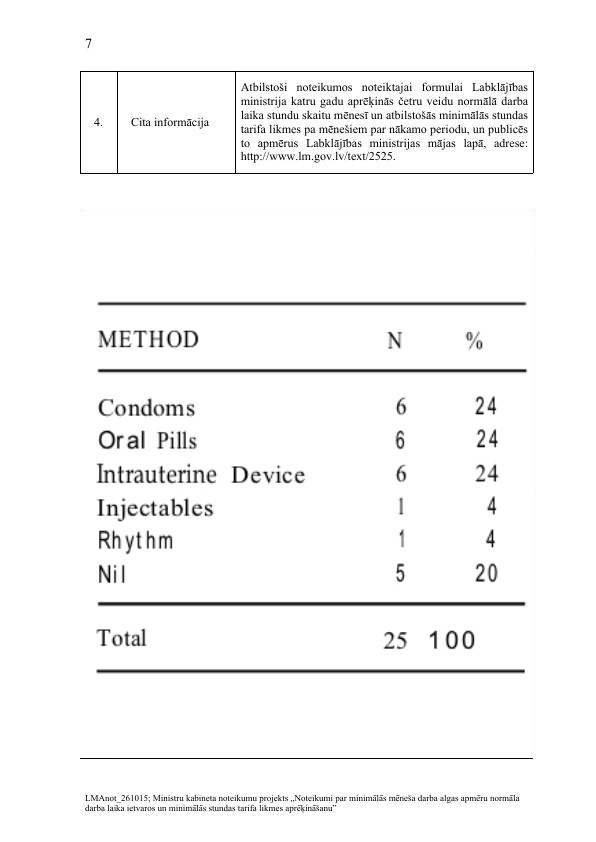 7
Atbilstoši noteikumos noteiktajai formulai Labklājības
ministrija katru gadu aprēķinās četru veidu normālā darba
laika stundu skaitu mēnesī un atbilstošās minimālās stundas
4. Cita informācija
tarifa likmes pa mēnešiem par nākamo periodu, un publicēs
to apmērus Labklājības ministrijas mājas lapā, adrese:
http://www.lm.gov.lv/text/2525.
METHOD N %
Condoms 6 24
Oral Pills 6 24
Intrauterine Device 6 24
Injectables 1 4
Rhythm 1 4
Nil 5 20
Total 25 100
LMAnot_261015; Ministru kabineta noteikumu projekts „Noteikumi par minimālās mēneša darba algas apmēru normāla
darba laika ietvaros un minimālās stundas tarifa likmes aprēķināšanu”